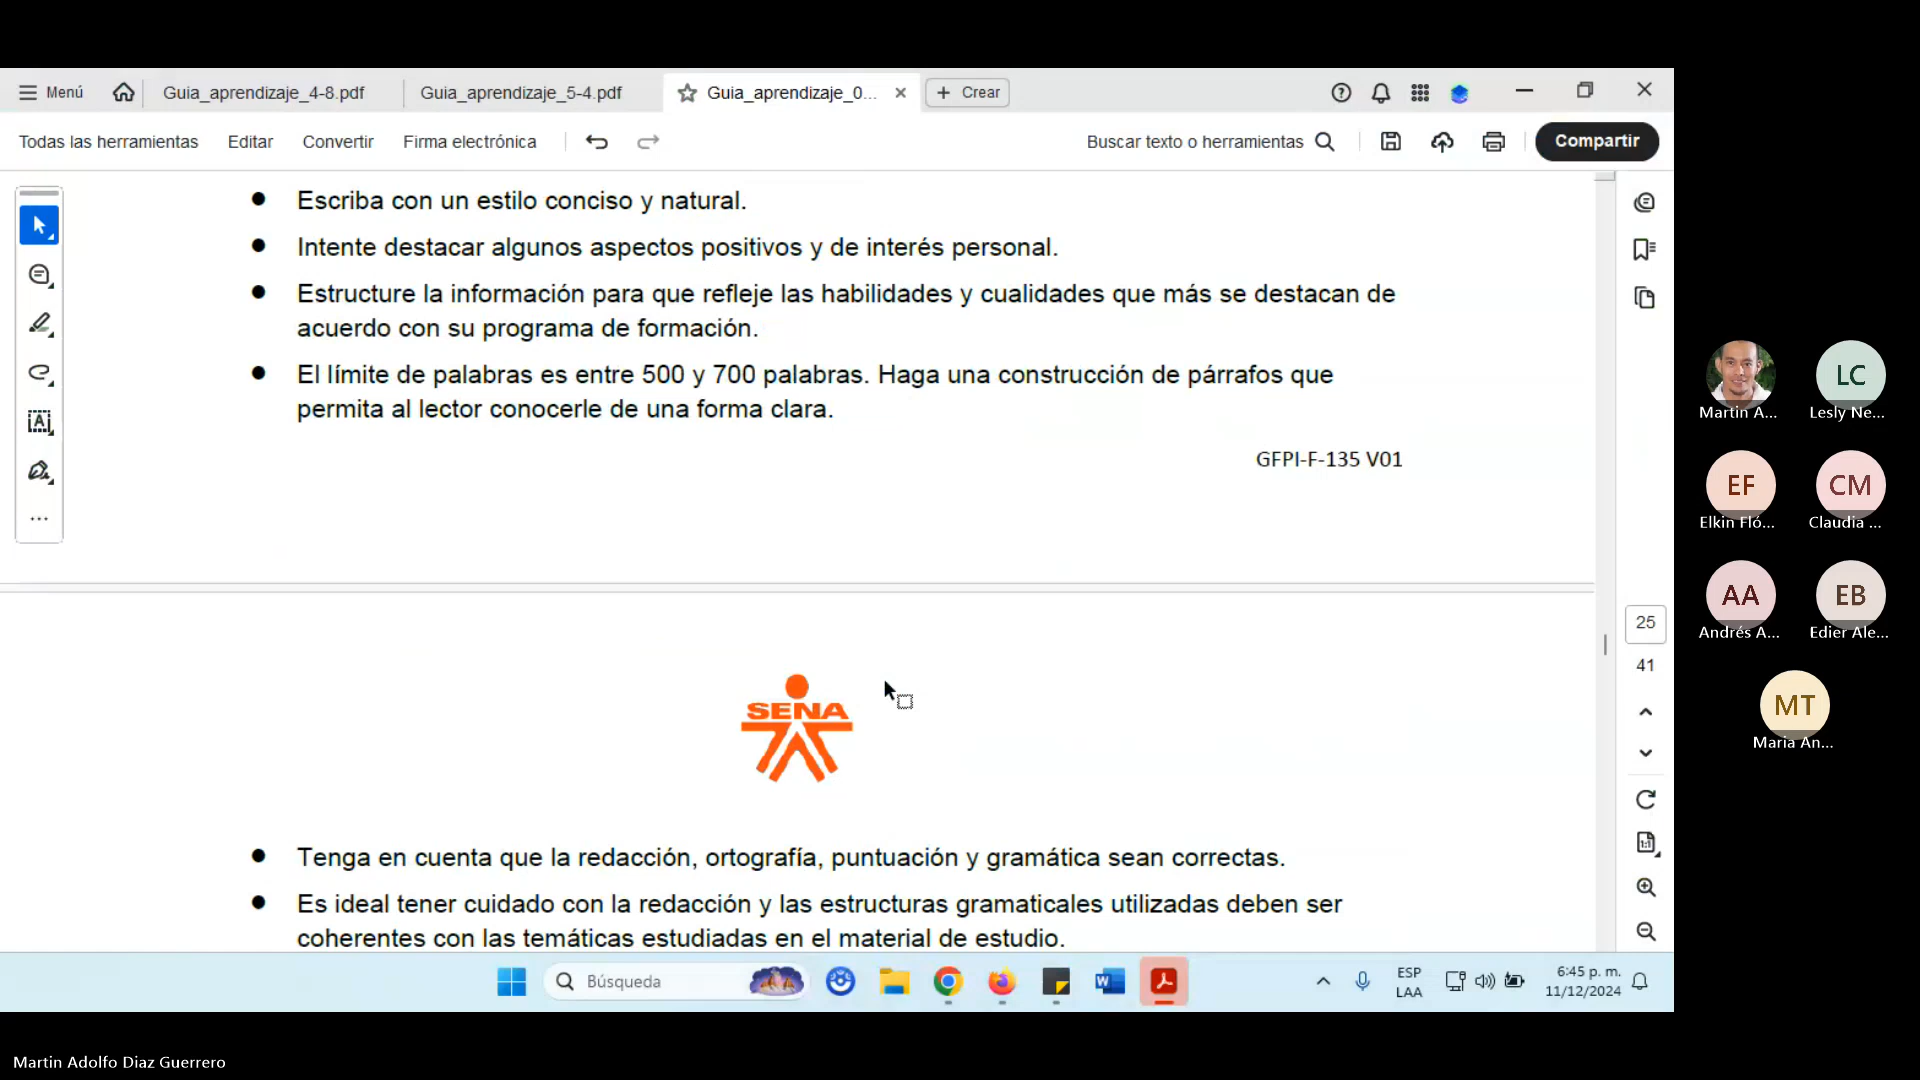 Menú
Guia_aprendizaje_4-8.pdf
Guia_aprendizaje_5-4.pdf
Guia_aprendizaje_0...
Crear
Todas las herramientas
Editar
Convertir
Firma electrónica
Buscar texto o herramientas
Compartir
● Escriba con un estilo conciso y natural.
● Intente destacar algunos aspectos positivos y de interés personal.
● Estructure la información para que refleje las habilidades y cualidades que más se destacan de
acuerdo con su programa de formación.
● El límite de palabras es entre 500 y 700 palabras. Haga una construcción de párrafos que
permita al lector conocerle de una forma clara.
GFPI-F-135 V01
SENA
● Tenga en cuenta que la redacción, ortografía, puntuación y gramática sean correctas.
● Es ideal tener cuidado con la redacción y las estructuras gramaticales utilizadas deben ser
coherentes con las temáticas estudiadas en el material de estudio.
25
41
1:1
Búsqueda
ESP
LAA
6:45 p. m.
11/12/2024
Martin A...
LC
Lesly Ne...
EF
Elkin Fló...
CM
Claudia ...
AA
Andrés A...
EB
Edier Ale...
MT
Maria An...
Martin Adolfo Diaz Guerrero